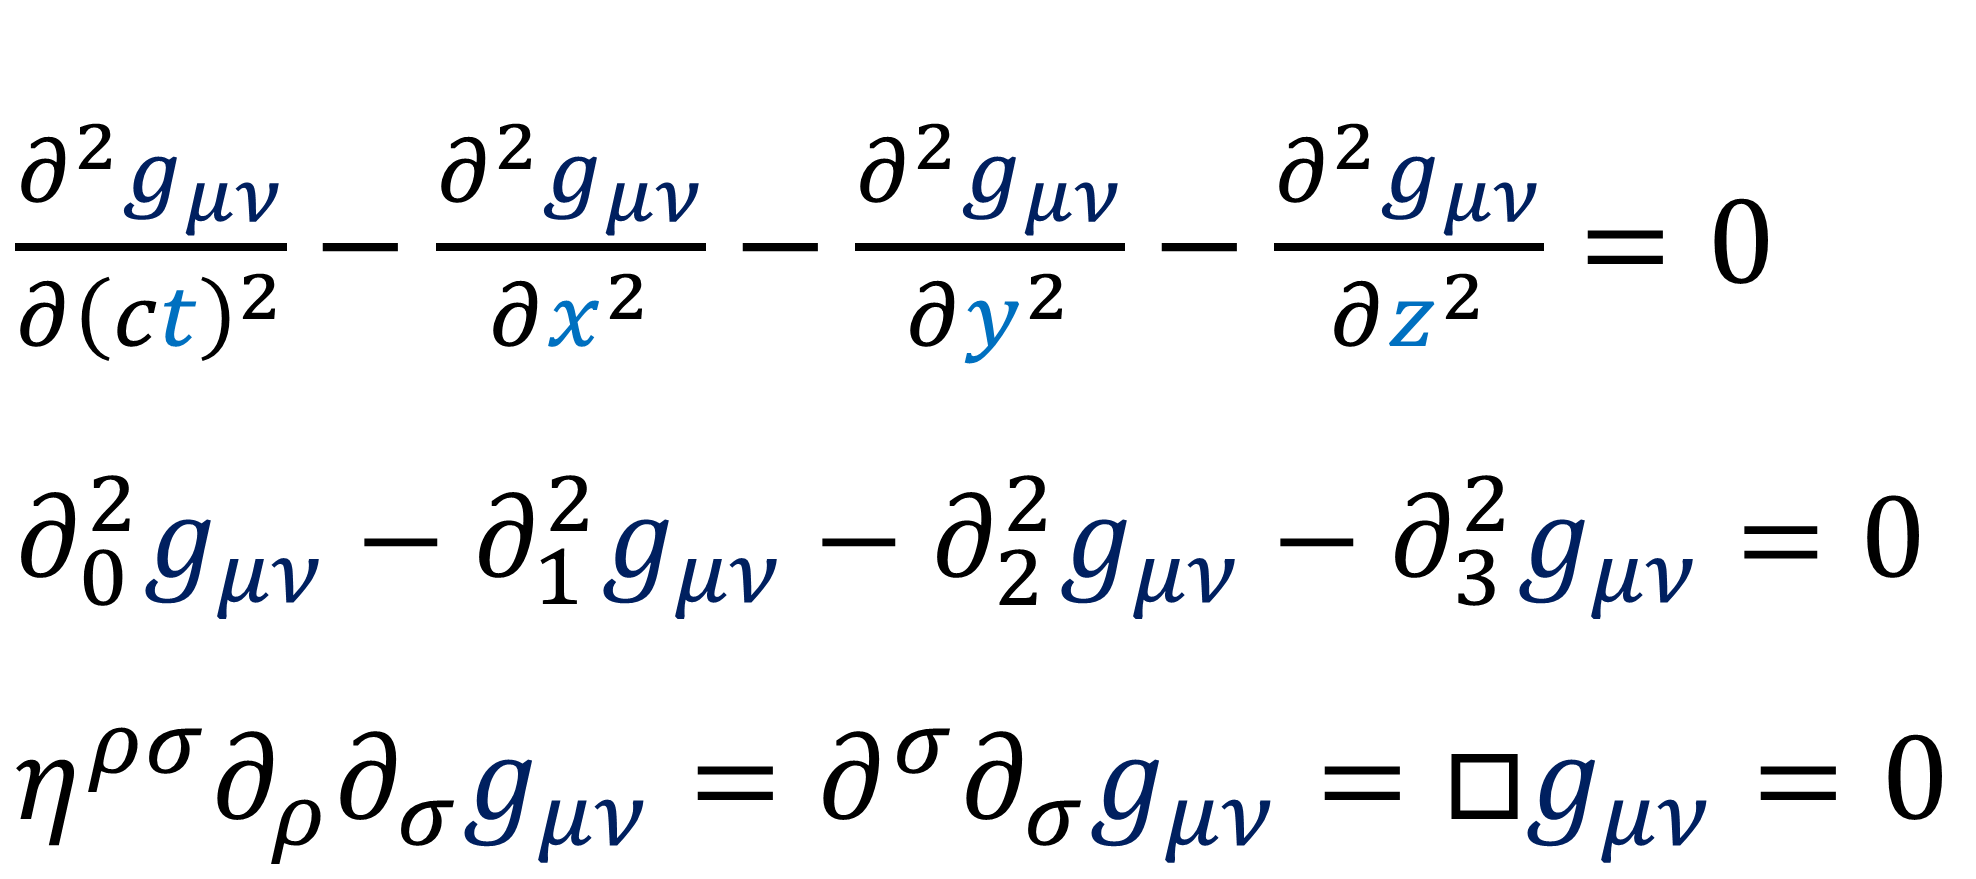 ∂²g_μν/∂(ct)² − ∂²g_μν/∂x² − ∂²g_μν/∂y² − ∂²g_μν/∂z² = 0
∂₀²g_μν − ∂₁²g_μν − ∂₂²g_μν − ∂₃²g_μν = 0
η^ρσ ∂_ρ ∂_σ g_μν = ∂^σ ∂_σ g_μν = □g_μν = 0